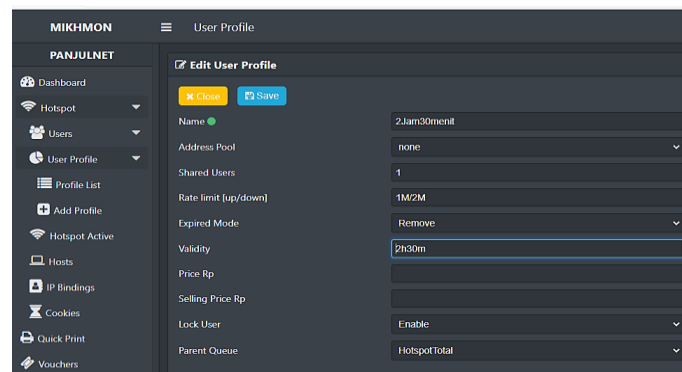 MIKHMON
User Profile
PANJULNET
Dashboard
Hotspot
Users
User Profile
Profile List
Add Profile
Hotspot Active
Hosts
IP Bindings
Cookies
Quick Print
Vouchers
Edit User Profile
Close Save
Name 2Jam30menit
Address Pool none
Shared Users 1
Rate limit [up/down] 1M/2M
Expired Mode Remove
Validity 2h30m
Price Rp
Selling Price Rp
Lock User Enable
Parent Queue HotspotTotal